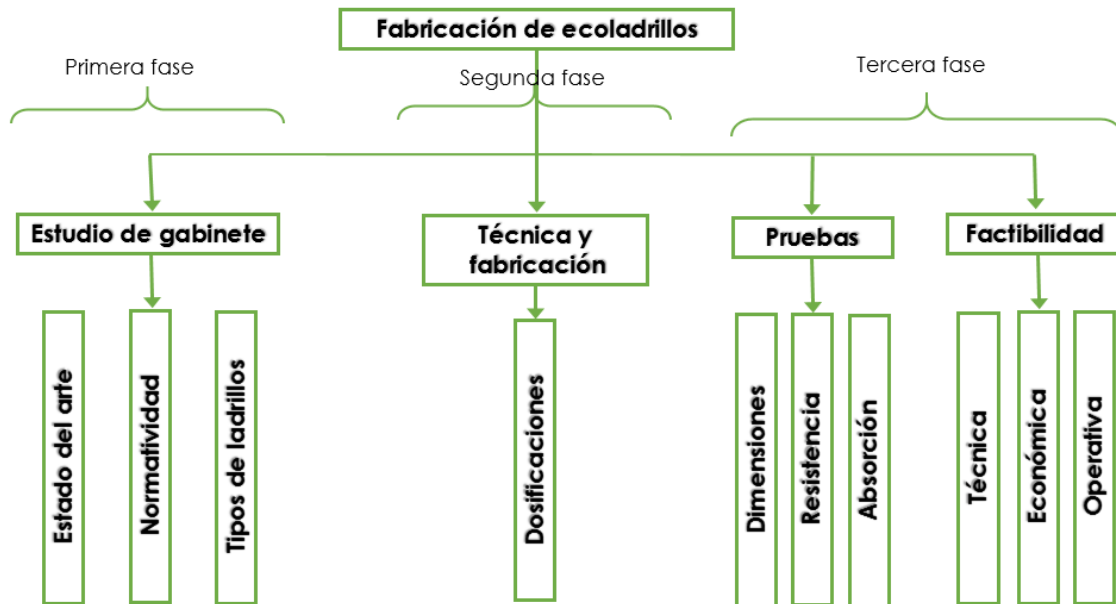 Fabricación de ecoladrillos
Primera fase
Segunda fase
Tercera fase
Estudio de gabinete
Técnica y
fabricación
Pruebas
Factibilidad
Estado del arte
Normatividad
Tipos de ladrillos
Dosificaciones
Dimensiones
Resistencia
Absorción
Técnica
Económica
Operativa